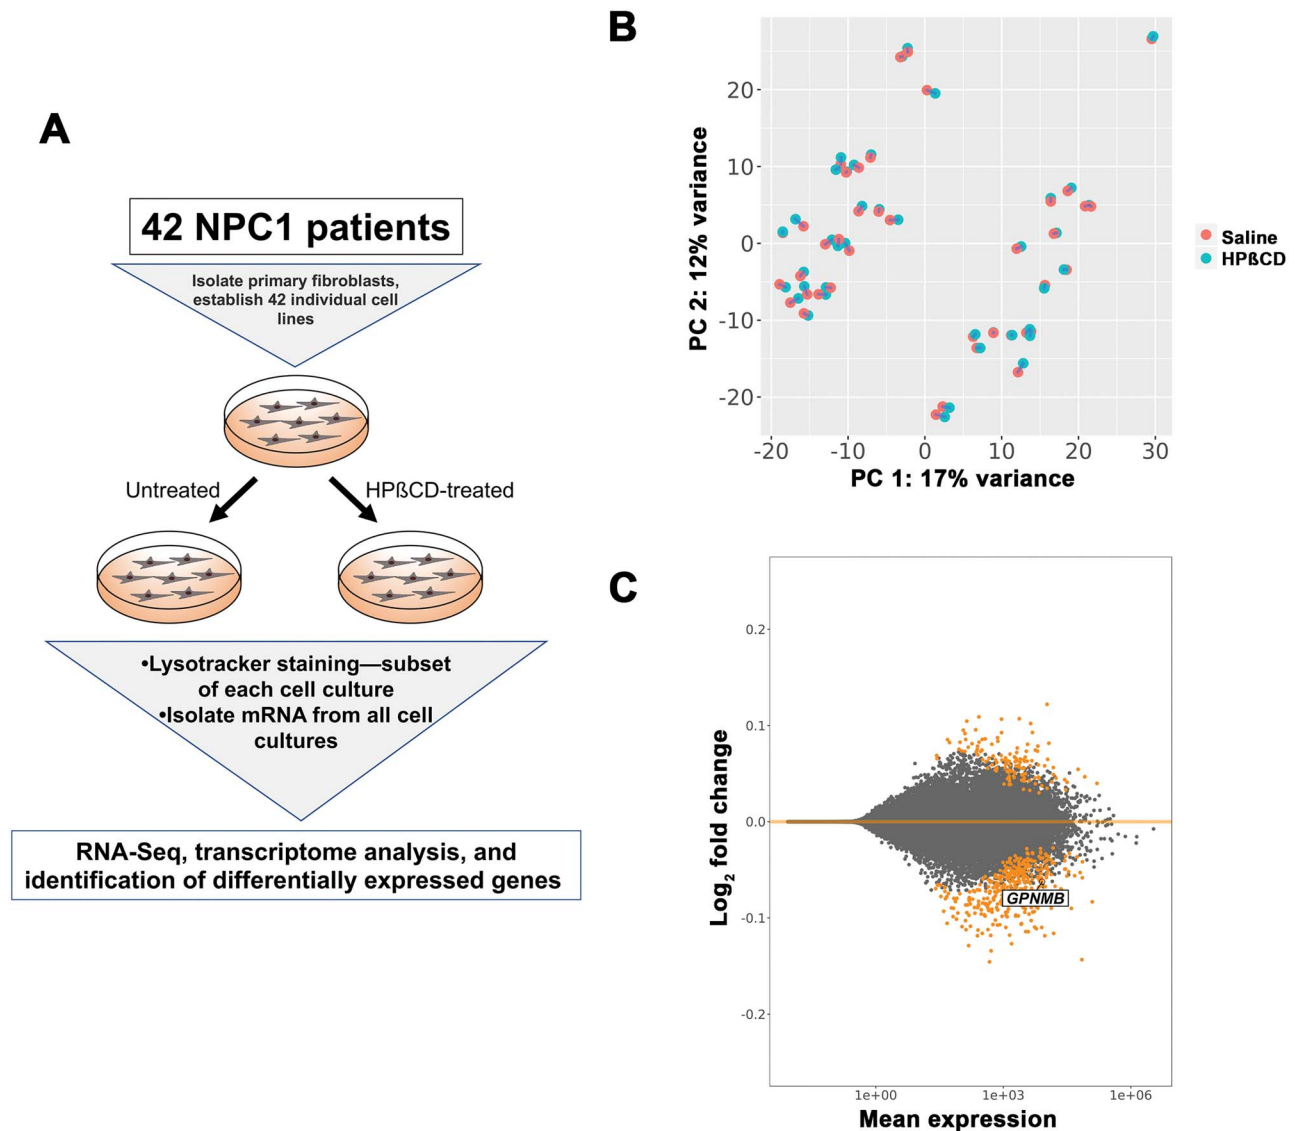 A
42 NPC1 patients
Isolate primary fibroblasts,
establish 42 individual cell
lines
Untreated
HPßCD-treated
•Lysotracker staining—subset
of each cell culture
•Isolate mRNA from all cell
cultures
RNA-Seq, transcriptome analysis, and
identification of differentially expressed genes
B
PC 2: 12% variance
20
10
0
-10
-20
-20 -10 0 10 20 30
PC 1: 17% variance
Saline
HPßCD
C
Log2 fold change
0.2
0.1
0.0
-0.1
-0.2
GPNMB
1e+00 1e+03 1e+06
Mean expression